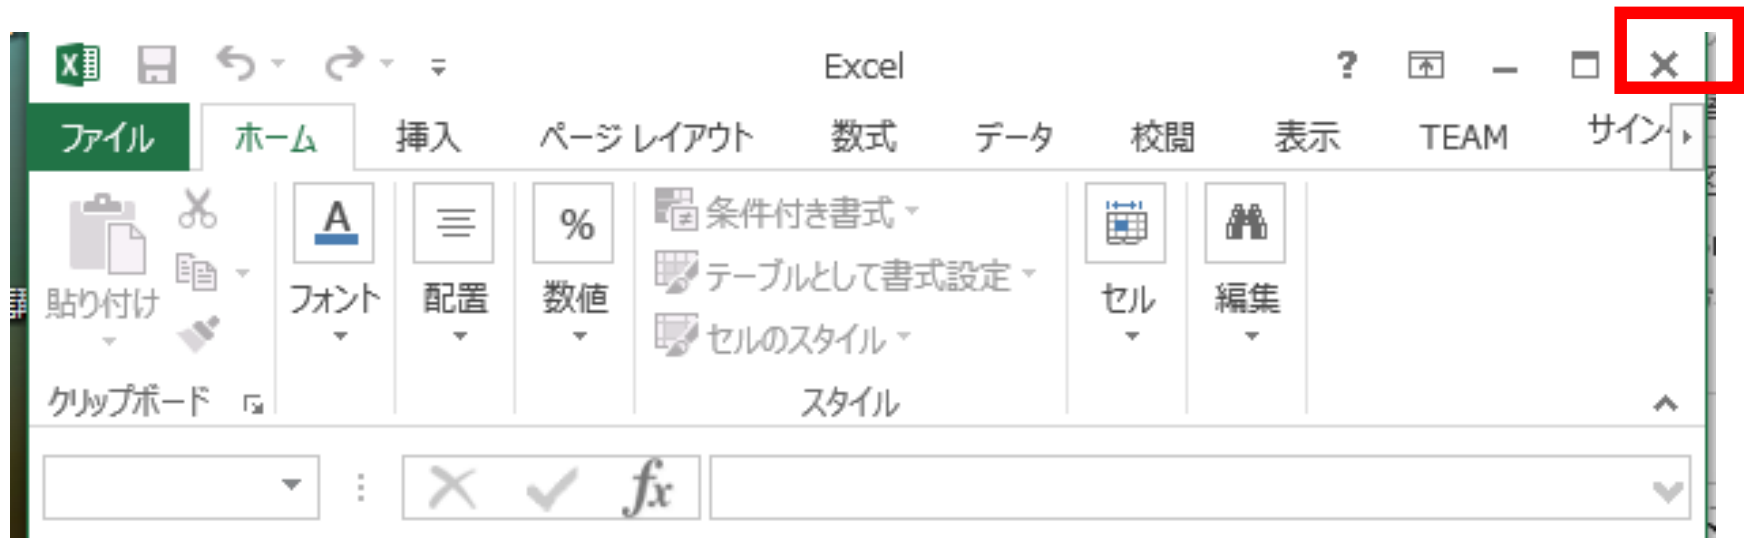 Excel ?
ファイル ホーム 挿入 ページ レイアウト 数式 データ 校閲 表示 TEAM サイン
A % 条件付き書式
テーブルとして書式設定
貼り付け フォント 配置 数値 セルのスタイル セル 編集
クリップボード スタイル
fx